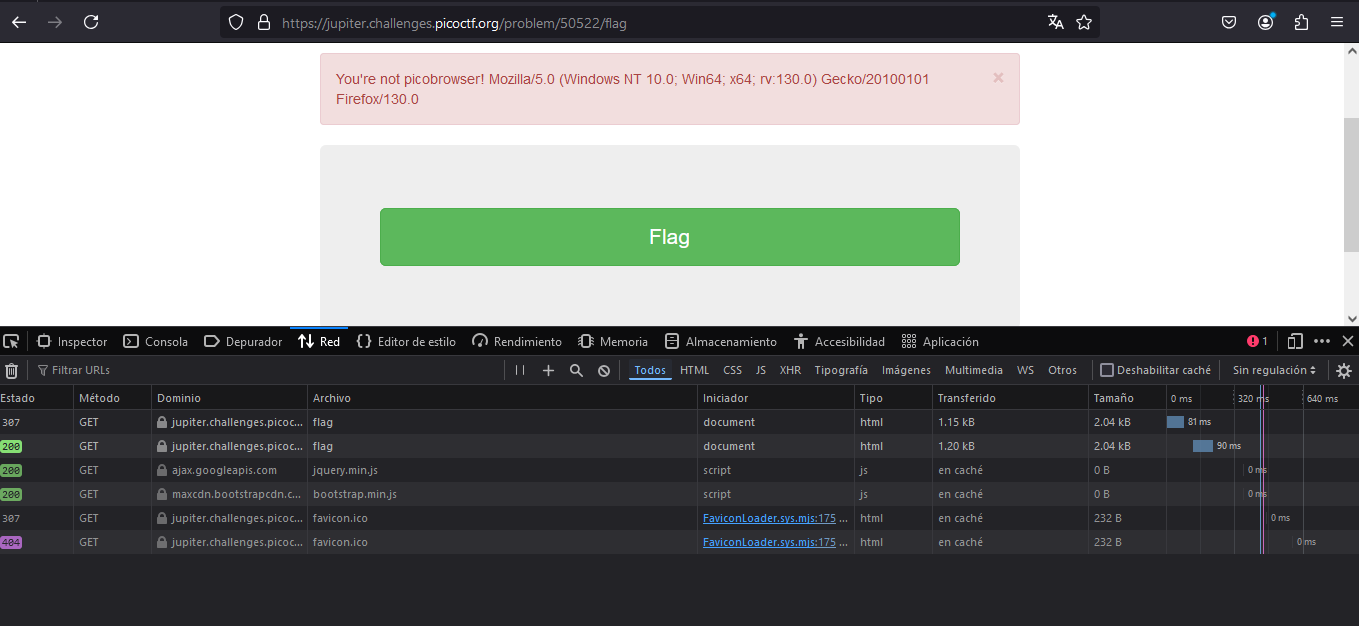 https://jupiter.challenges.picoctf.org/problem/50522/flag
You're not picobrowser! Mozilla/5.0 (Windows NT 10.0; Win64; x64; rv:130.0) Gecko/20100101
Firefox/130.0
×
Flag
Inspector Consola Depurador Red Editor de estilo Rendimiento Memoria Almacenamiento Accesibilidad Aplicación 1
Filtrar URLs Todos HTML CSS JS XHR Tipografía Imágenes Multimedia WS Otros Deshabilitar caché Sin regulación
Estado Método Dominio Archivo Iniciador Tipo Transferido Tamaño 0 ms 320 ms 640 ms
307 GET jupiter.challenges.picoc... flag document html 1.15 kB 2.04 kB 81 ms
200 GET jupiter.challenges.picoc... flag document html 1.20 kB 2.04 kB 90 ms
200 GET ajax.googleapis.com jquery.min.js script js en caché 0 B 0 ms
200 GET maxcdn.bootstrapcdn.c... bootstrap.min.js script js en caché 0 B 0 ms
307 GET jupiter.challenges.picoc... favicon.ico FaviconLoader.sys.mjs:175 ... html en caché 232 B 0 ms
404 GET jupiter.challenges.picoc... favicon.ico FaviconLoader.sys.mjs:175 ... html en caché 232 B 0 ms